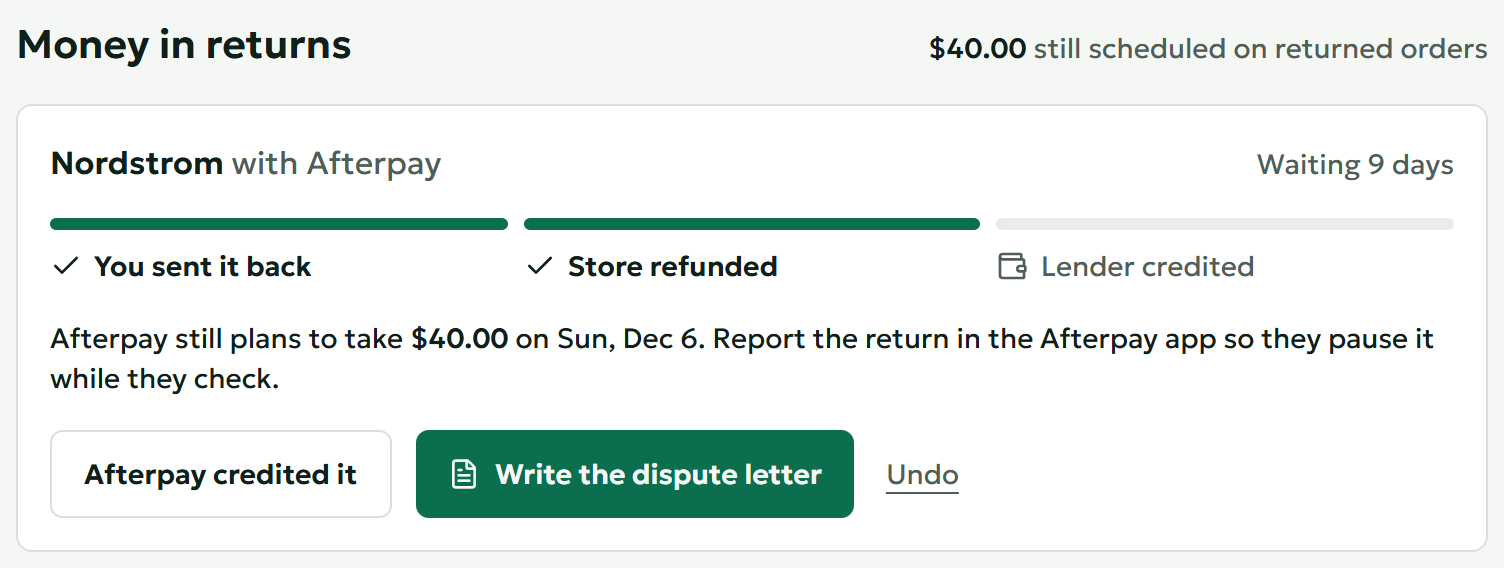 Money in returns
$40.00 still scheduled on returned orders
Nordstrom with Afterpay
Waiting 9 days
You sent it back
Store refunded
Lender credited
Afterpay still plans to take $40.00 on Sun, Dec 6. Report the return in the Afterpay app so they pause it
while they check.
Afterpay credited it
Write the dispute letter
Undo